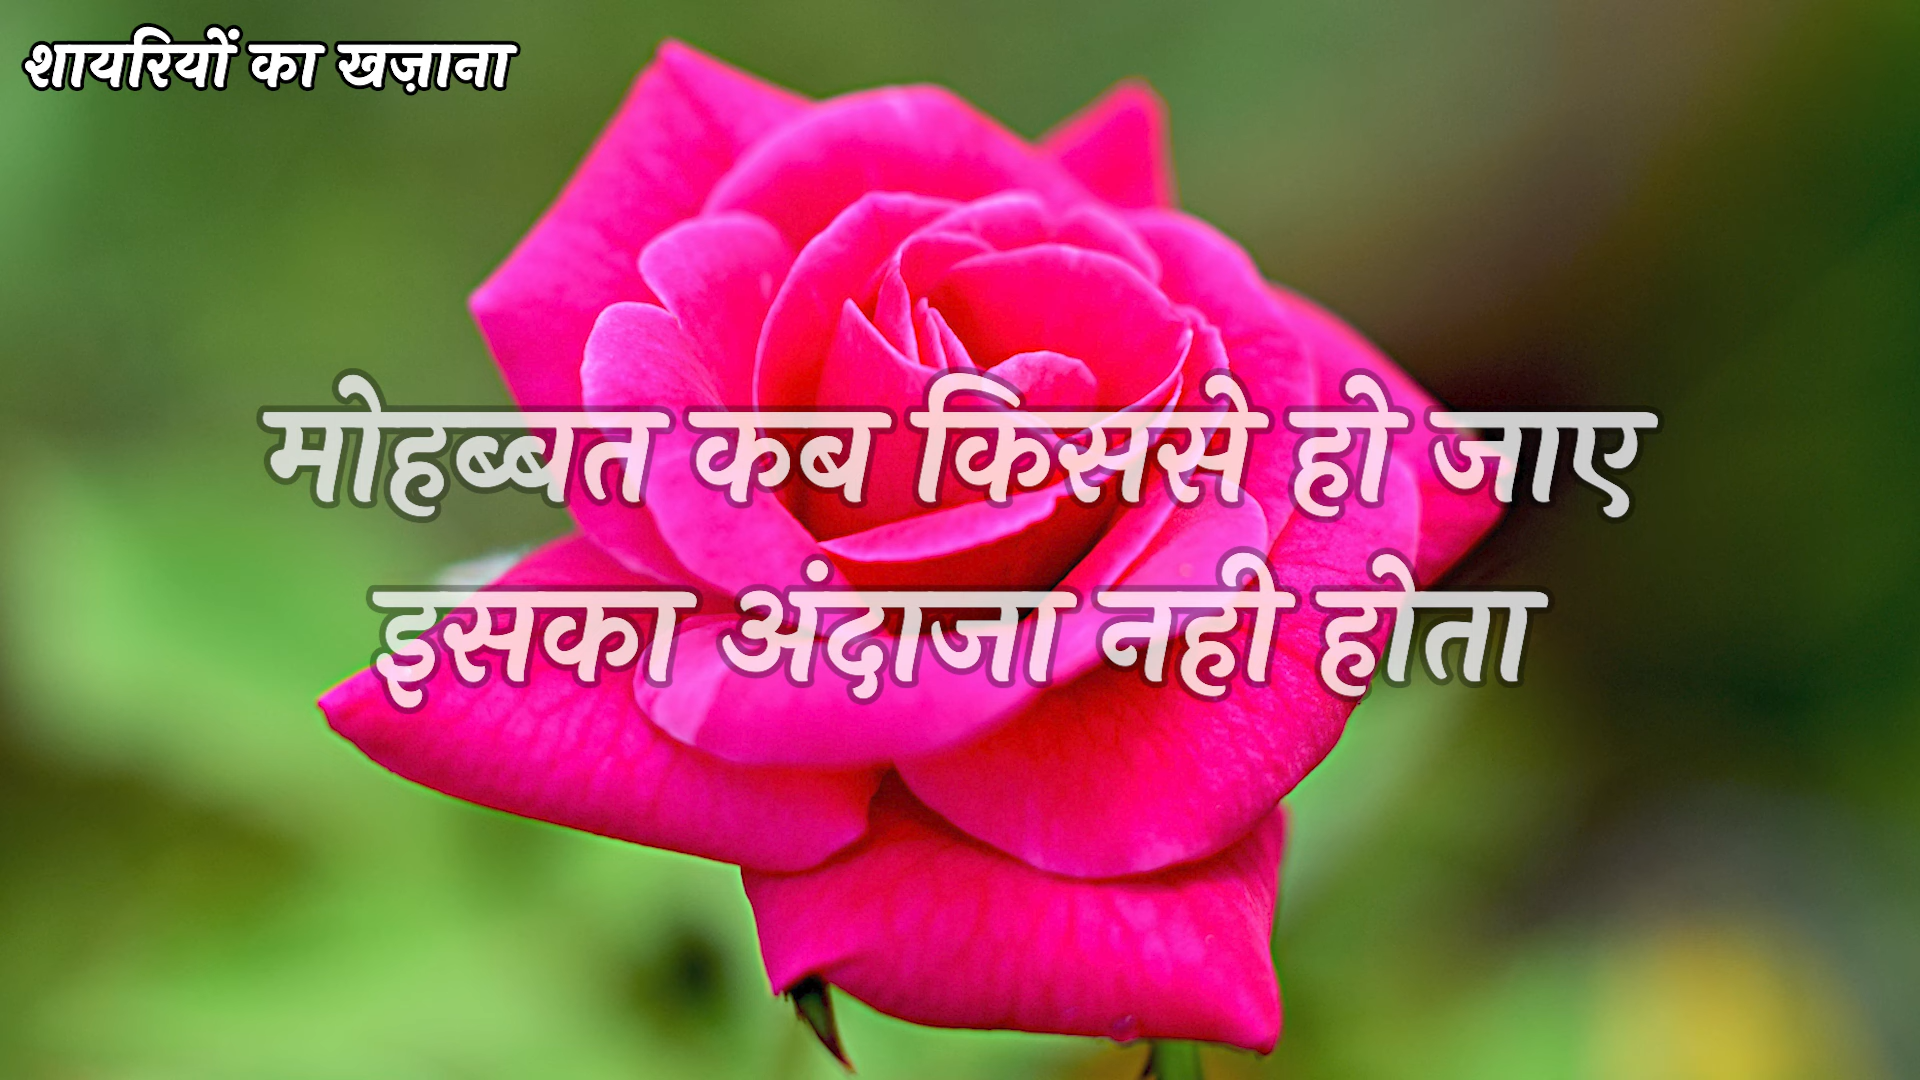 शायरियों का खज़ाना
मोहब्बत कब किससे हो जाए
इसका अंदाजा नही होता